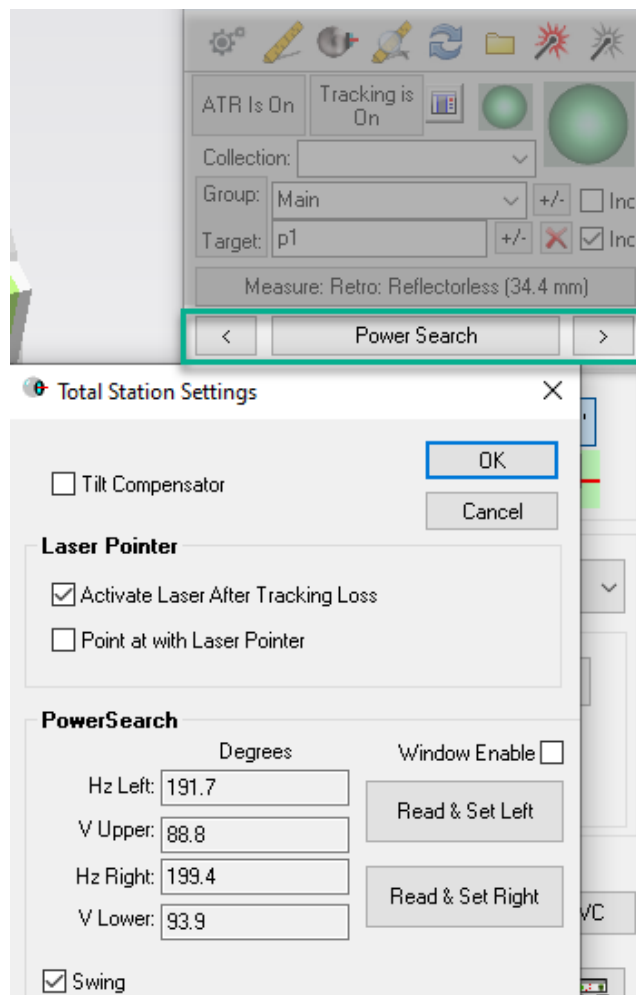 ATR Is On
Tracking is
On
Collection:
Group: Main +/- Inc
Target: p1 +/- Inc
Measure: Retro: Reflectorless (34.4 mm)
< Power Search >
Total Station Settings
OK
Tilt Compensator
Cancel
Laser Pointer
Activate Laser After Tracking Loss
Point at with Laser Pointer
PowerSearch
Degrees Window Enable
Hz Left: 191.7
Read & Set Left
V Upper: 88.8
Hz Right: 199.4
Read & Set Right
V Lower: 93.9
VC
Swing